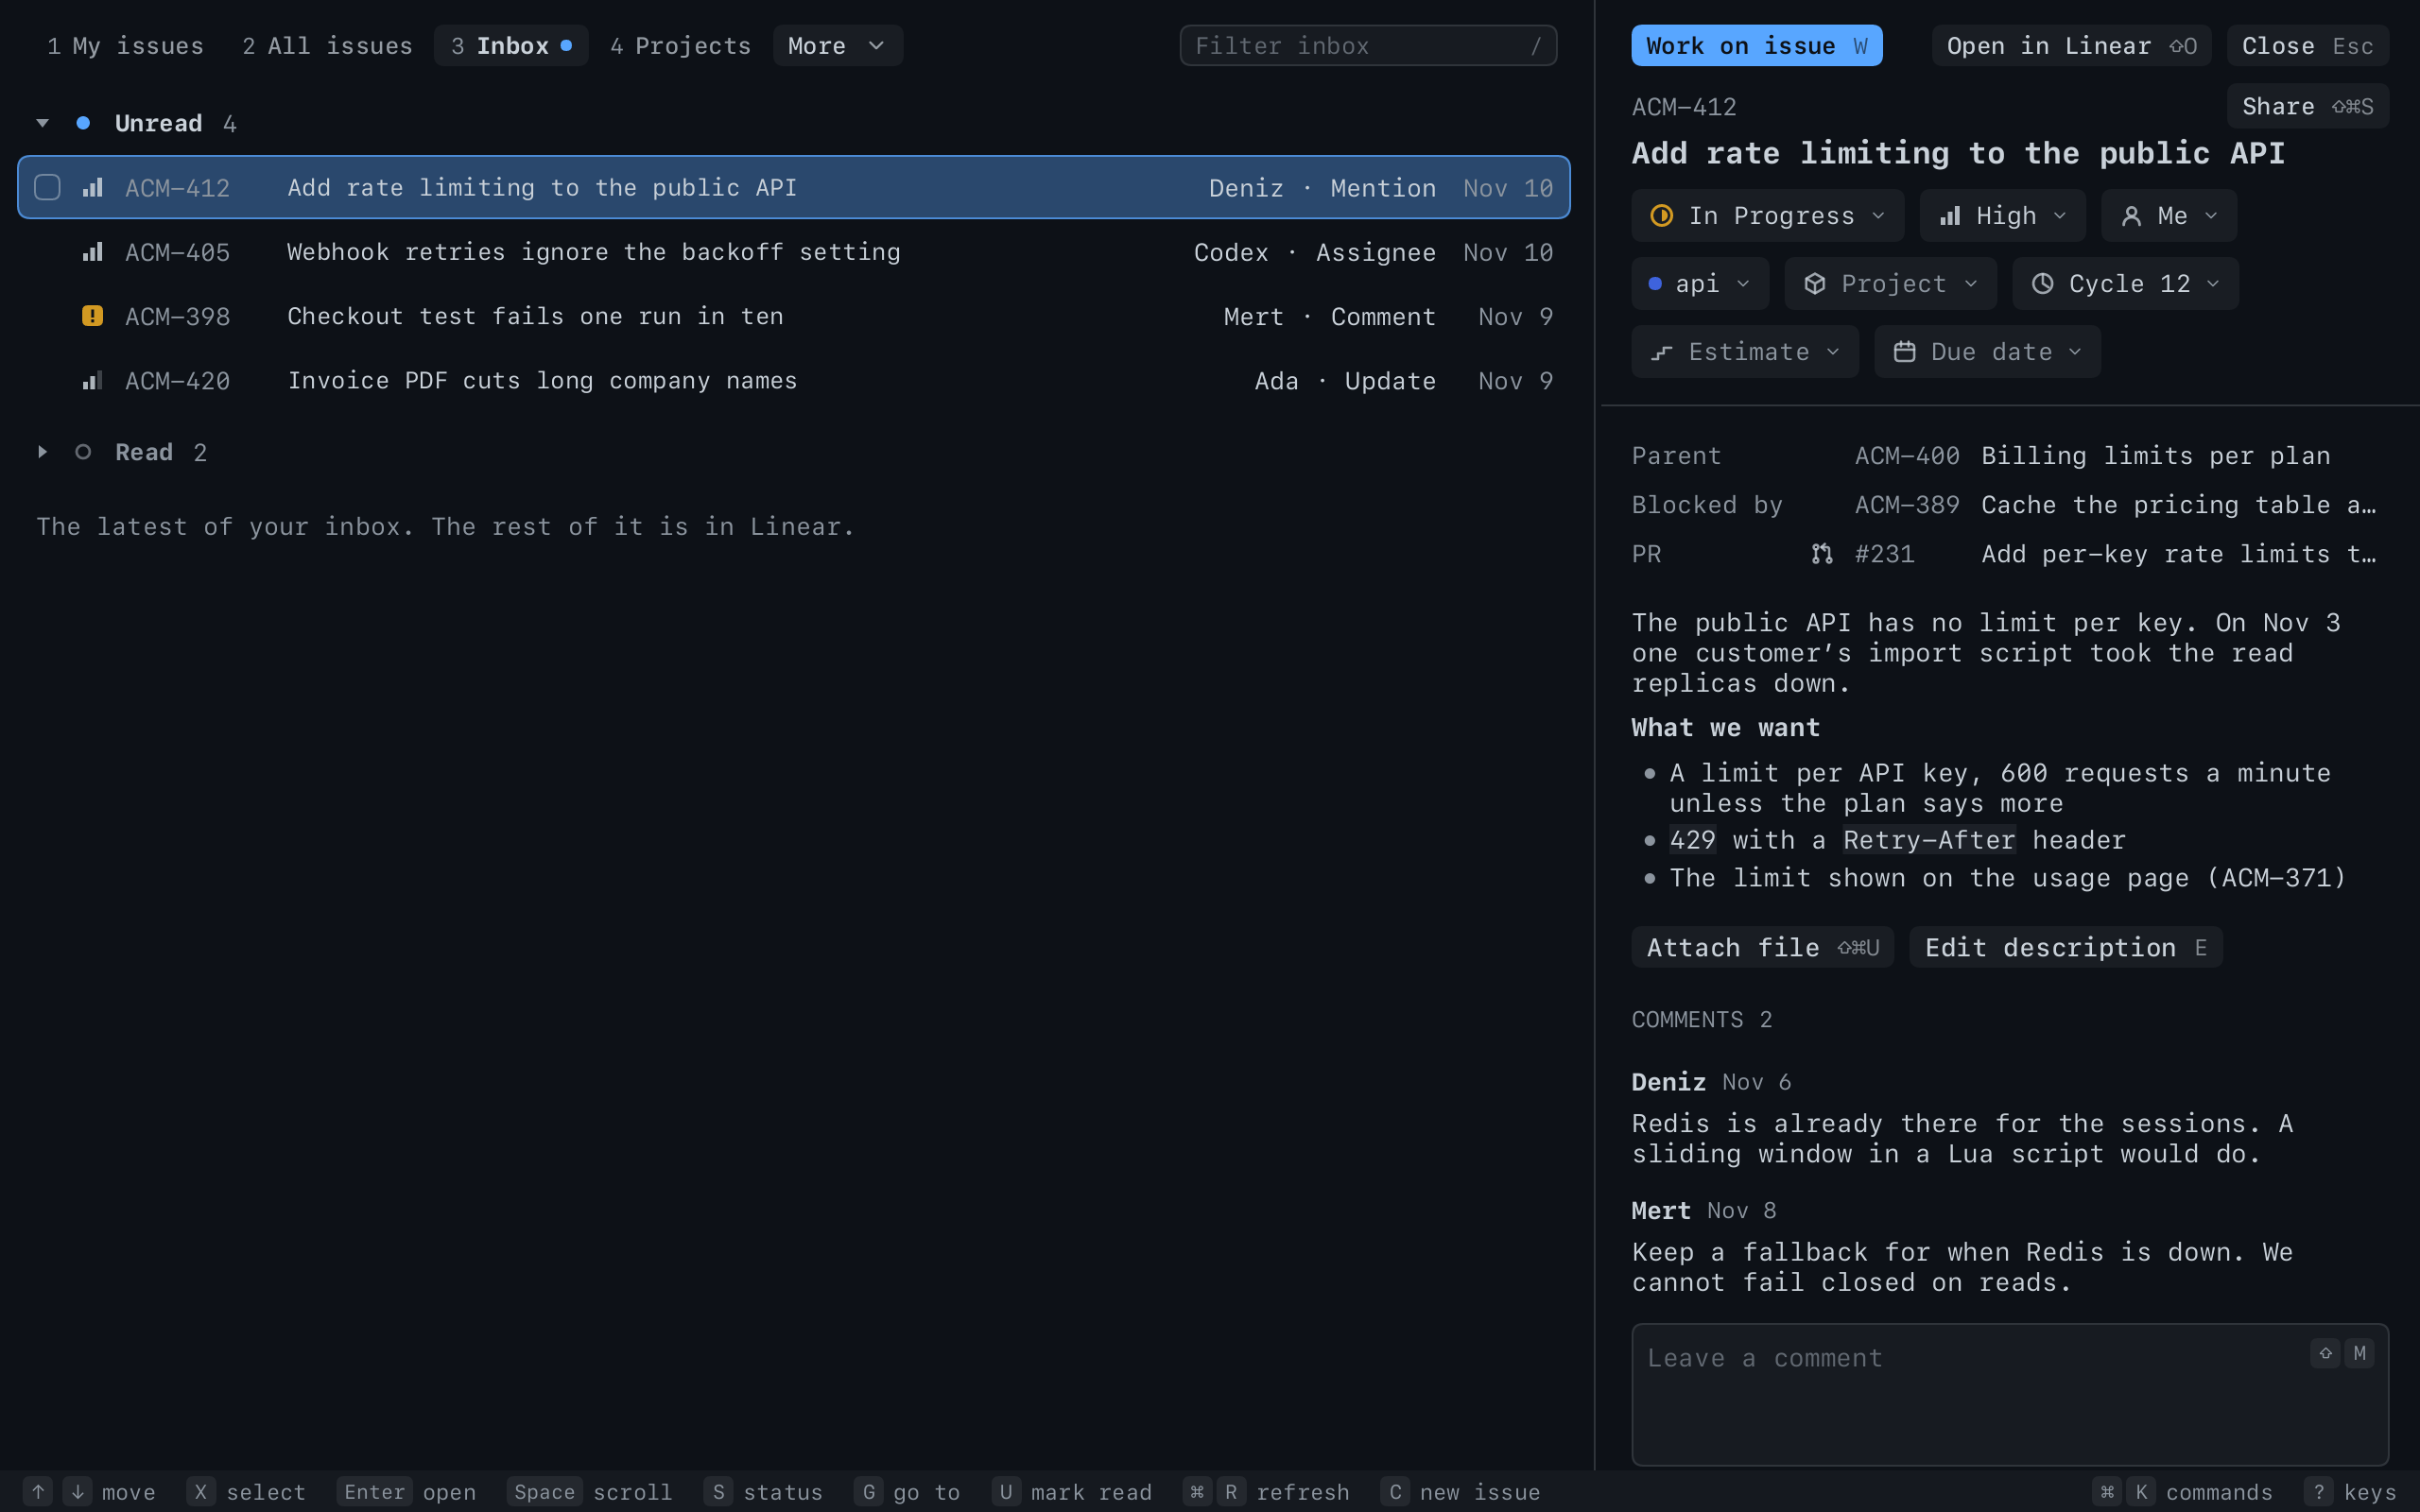 1 My issues 2 All issues 3 Inbox 4 Projects More
Filter inbox /
Unread 4
ACM-412 Add rate limiting to the public API Deniz · Mention Nov 10
ACM-405 Webhook retries ignore the backoff setting Codex · Assignee Nov 10
ACM-398 Checkout test fails one run in ten Mert · Comment Nov 9
ACM-420 Invoice PDF cuts long company names Ada · Update Nov 9
Read 2
The latest of your inbox. The rest of it is in Linear.
Work on issue W Open in Linear ⇧O Close Esc
ACM-412 Share ⇧⌘S
Add rate limiting to the public API
In Progress High Me
api Project Cycle 12
Estimate Due date
Parent ACM-400 Billing limits per plan
Blocked by ACM-389 Cache the pricing table a…
PR #231 Add per-key rate limits t…
The public API has no limit per key. On Nov 3
one customer’s import script took the read
replicas down.
What we want
• A limit per API key, 600 requests a minute
unless the plan says more
• 429 with a Retry-After header
• The limit shown on the usage page (ACM-371)
Attach file ⇧⌘U Edit description E
COMMENTS 2
Deniz Nov 6
Redis is already there for the sessions. A
sliding window in a Lua script would do.
Mert Nov 8
Keep a fallback for when Redis is down. We
cannot fail closed on reads.
Leave a comment ⇧ M
↑ ↓ move X select Enter open Space scroll S status G go to U mark read ⌘ R refresh C new issue ⌘ K commands ? keys